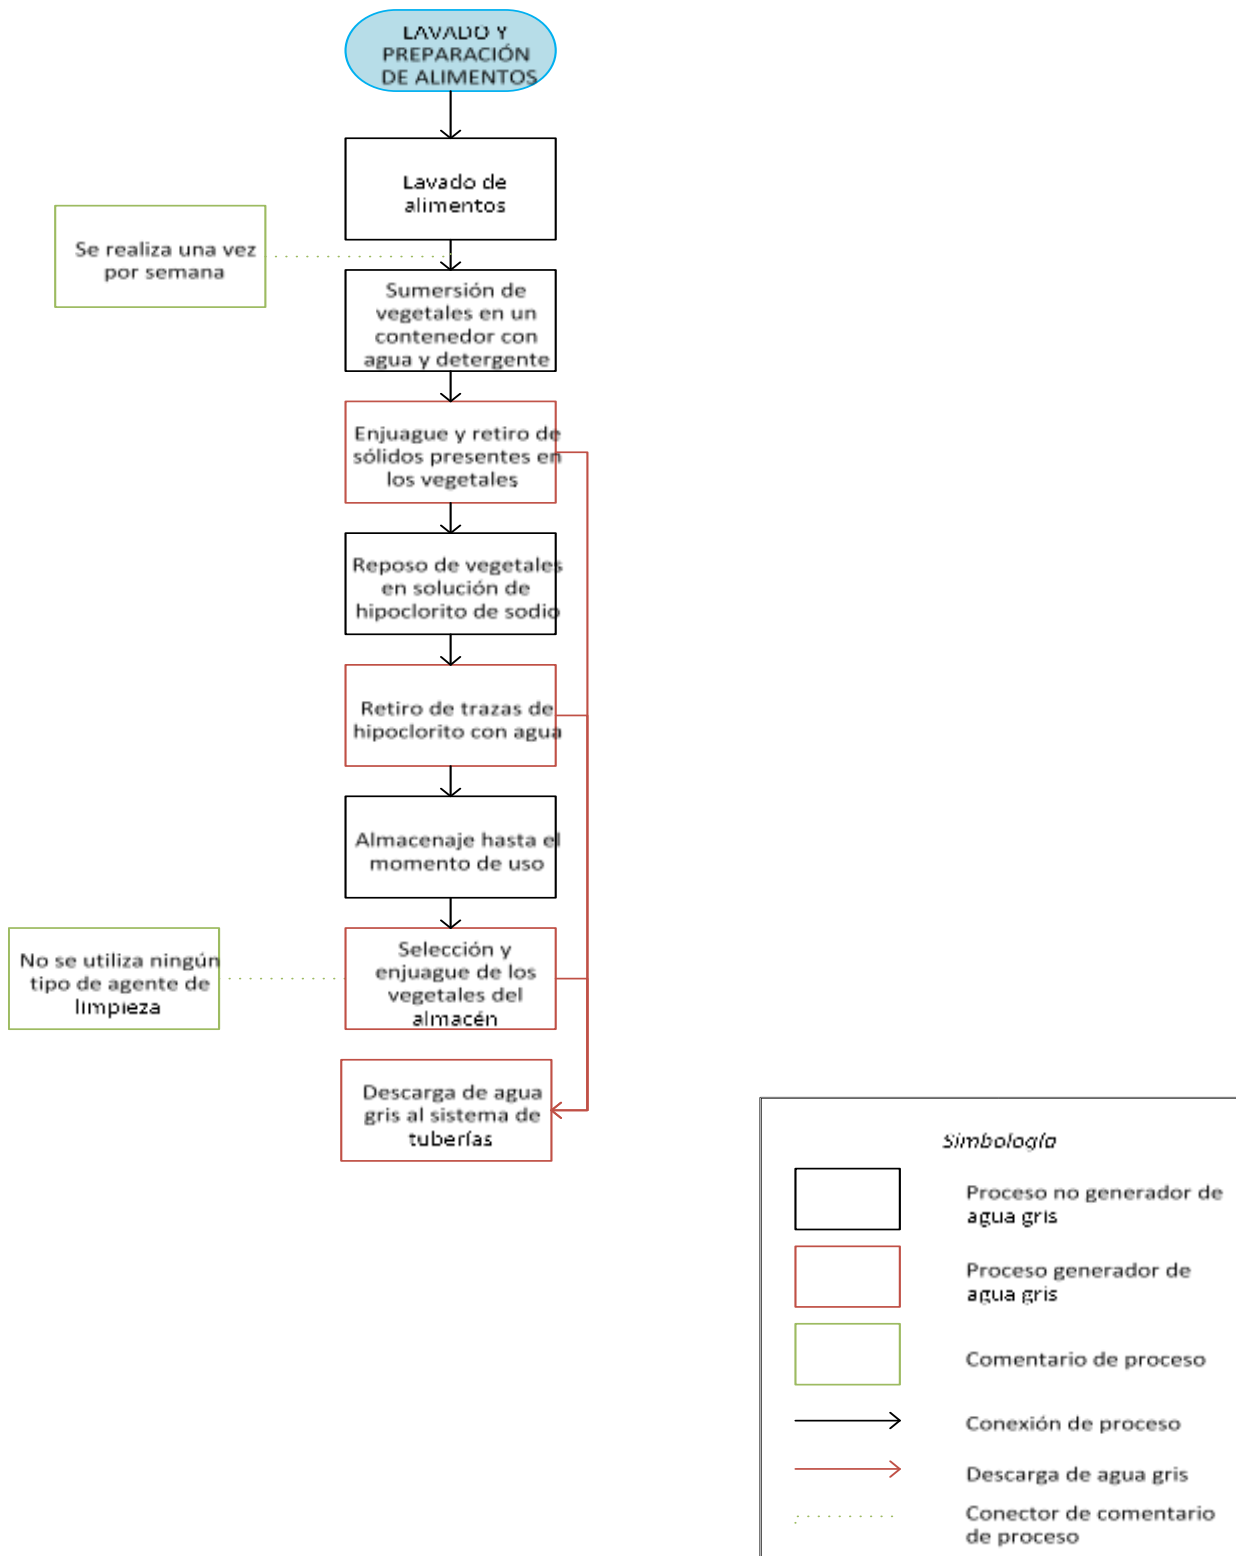 LAVADO Y
PREPARACIÓN
DE ALIMENTOS
Lavado de
alimentos
Se realiza una vez
por semana
Sumersión de
vegetales en un
contenedor con
agua y detergente
Enjuague y retiro de
sólidos presentes en
los vegetales
Reposo de vegetales
en solución de
hipoclorito de sodio
Retiro de trazas de
hipoclorito con agua
Almacenaje hasta el
momento de uso
No se utiliza ningún
tipo de agente de
limpieza
Selección y
enjuague de los
vegetales del
almacén
Descarga de agua
gris al sistema de
tuberías
Simbología
Proceso no generador de
agua gris
Proceso generador de
agua gris
Comentario de proceso
Conexión de proceso
Descarga de agua gris
Conector de comentario
de proceso